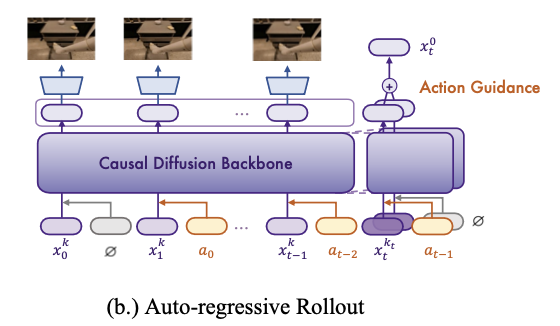 x_t^0
+
Action Guidance
...
Causal Diffusion Backbone
x_0^k ∅ x_1^k a_0 ... x_{t-1}^k a_{t-2} x_t^{k_t} a_{t-1} ∅
(b.) Auto-regressive Rollout